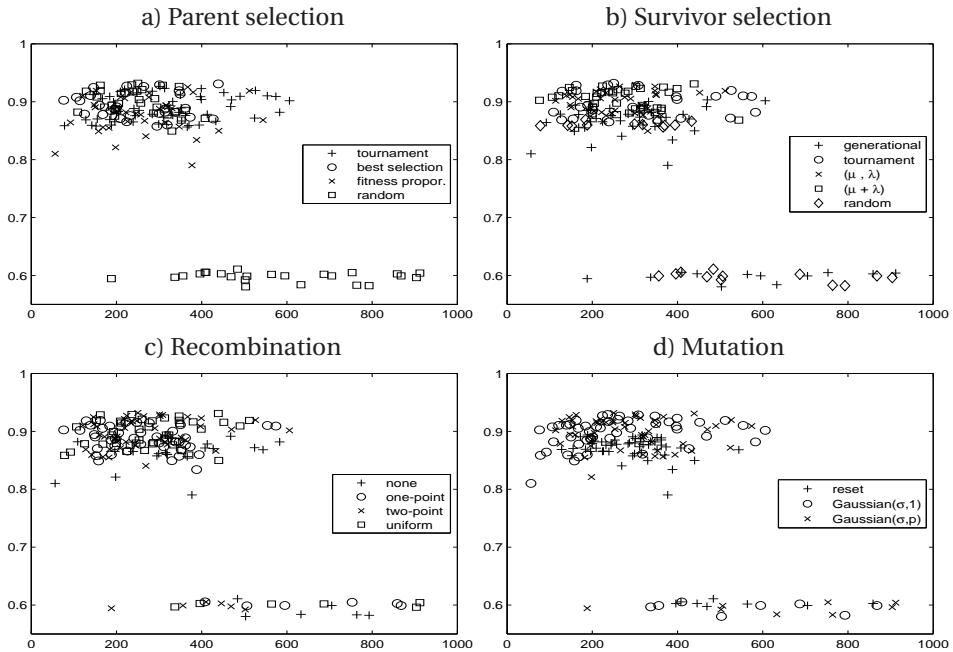 a) Parent selection
1
0.9
0.8
0.7
0.6
0 200 400 600 800 1000
tournament
best selection
fitness propor.
random
b) Survivor selection
1
0.9
0.8
0.7
0.6
0 200 400 600 800 1000
generational
tournament
(μ , λ)
(μ + λ)
random
c) Recombination
1
0.9
0.8
0.7
0.6
0 200 400 600 800 1000
none
one-point
two-point
uniform
d) Mutation
1
0.9
0.8
0.7
0.6
0 200 400 600 800 1000
reset
Gaussian(σ,1)
Gaussian(σ,p)